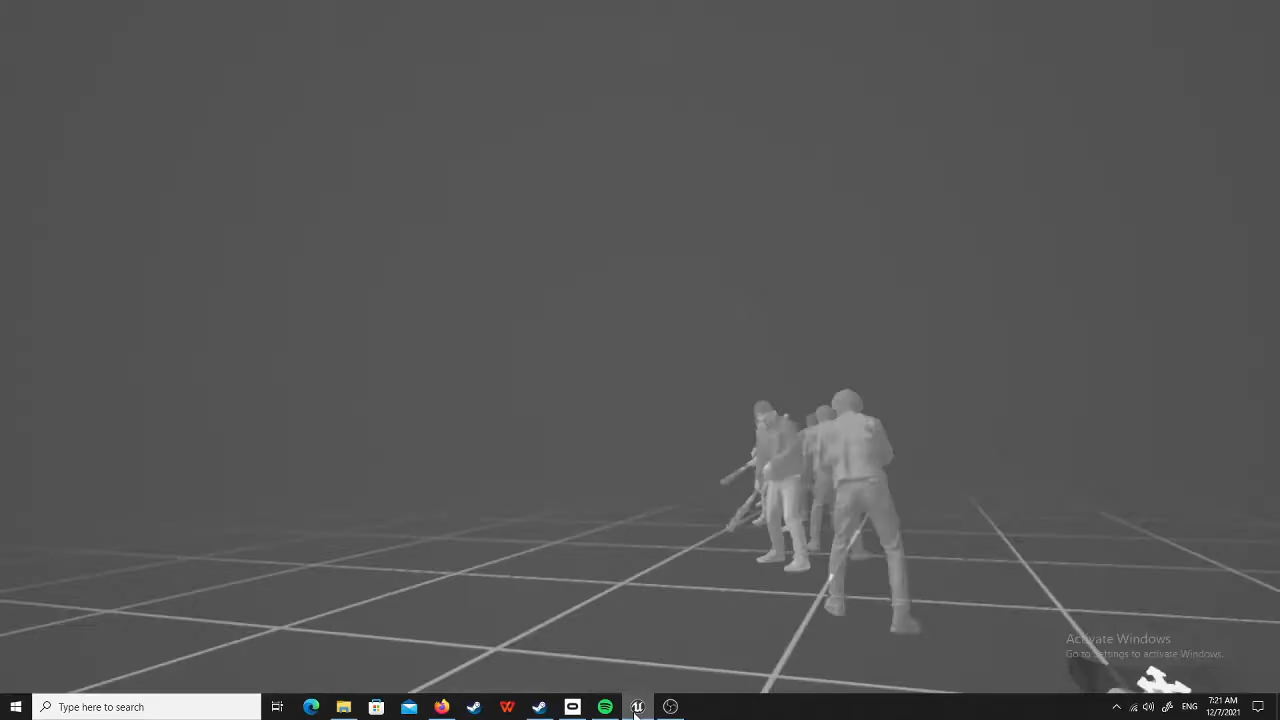 Activate Windows
Go to Settings to activate Windows.
Type here to search
W
ENG
7:21 AM
12/7/2021